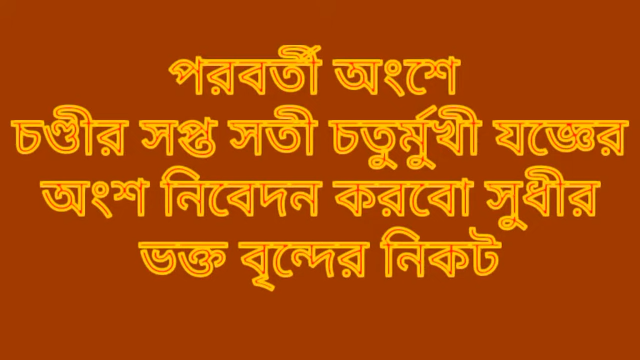 পরবর্তী অংশে
চণ্ডীর সপ্ত সতী চতুর্মুখী যজ্ঞের
অংশ নিবেদন করবো সুধীর
ভক্ত বৃন্দের নিকট